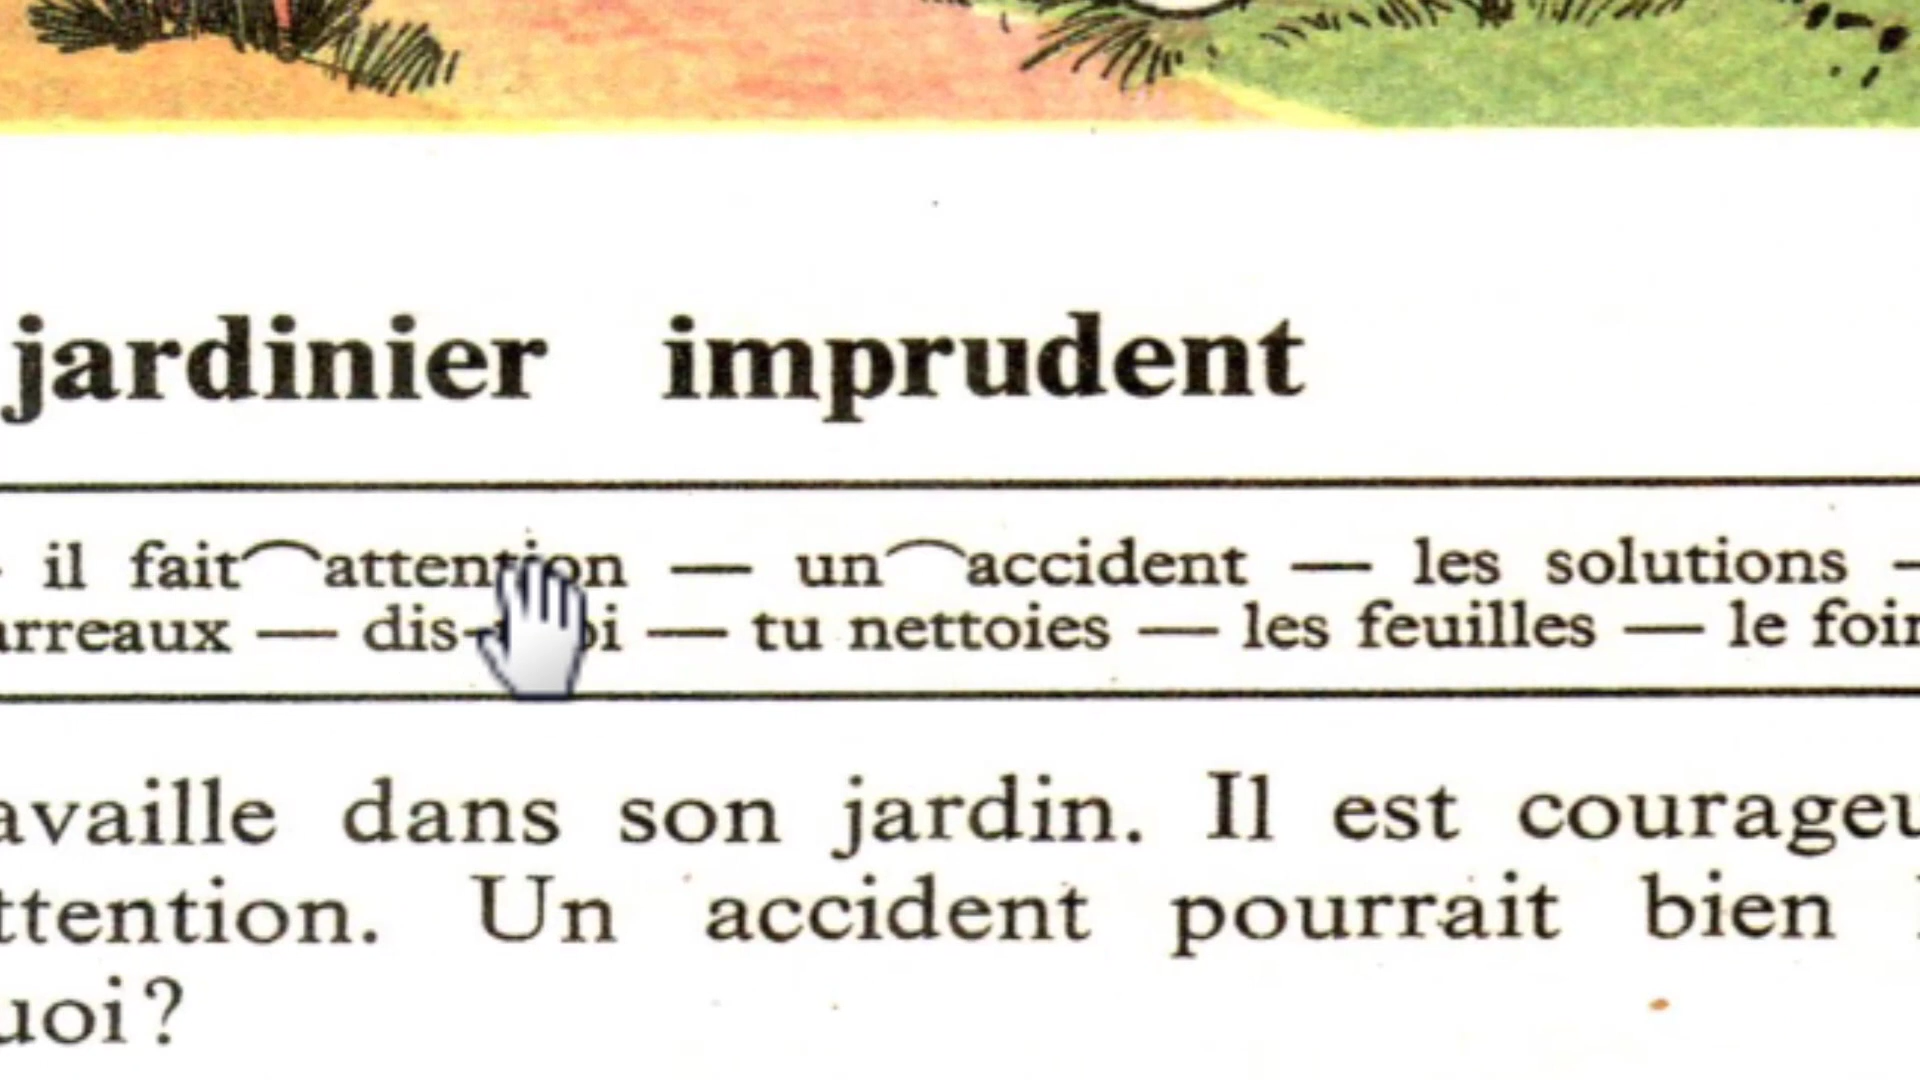 jardinier imprudent
il fait attention — un accident — les solutions —
arreaux — dis- — tu nettoies — les feuilles — le foin
availle dans son jardin. Il est courageu
ttention. Un accident pourrait bien
uoi?